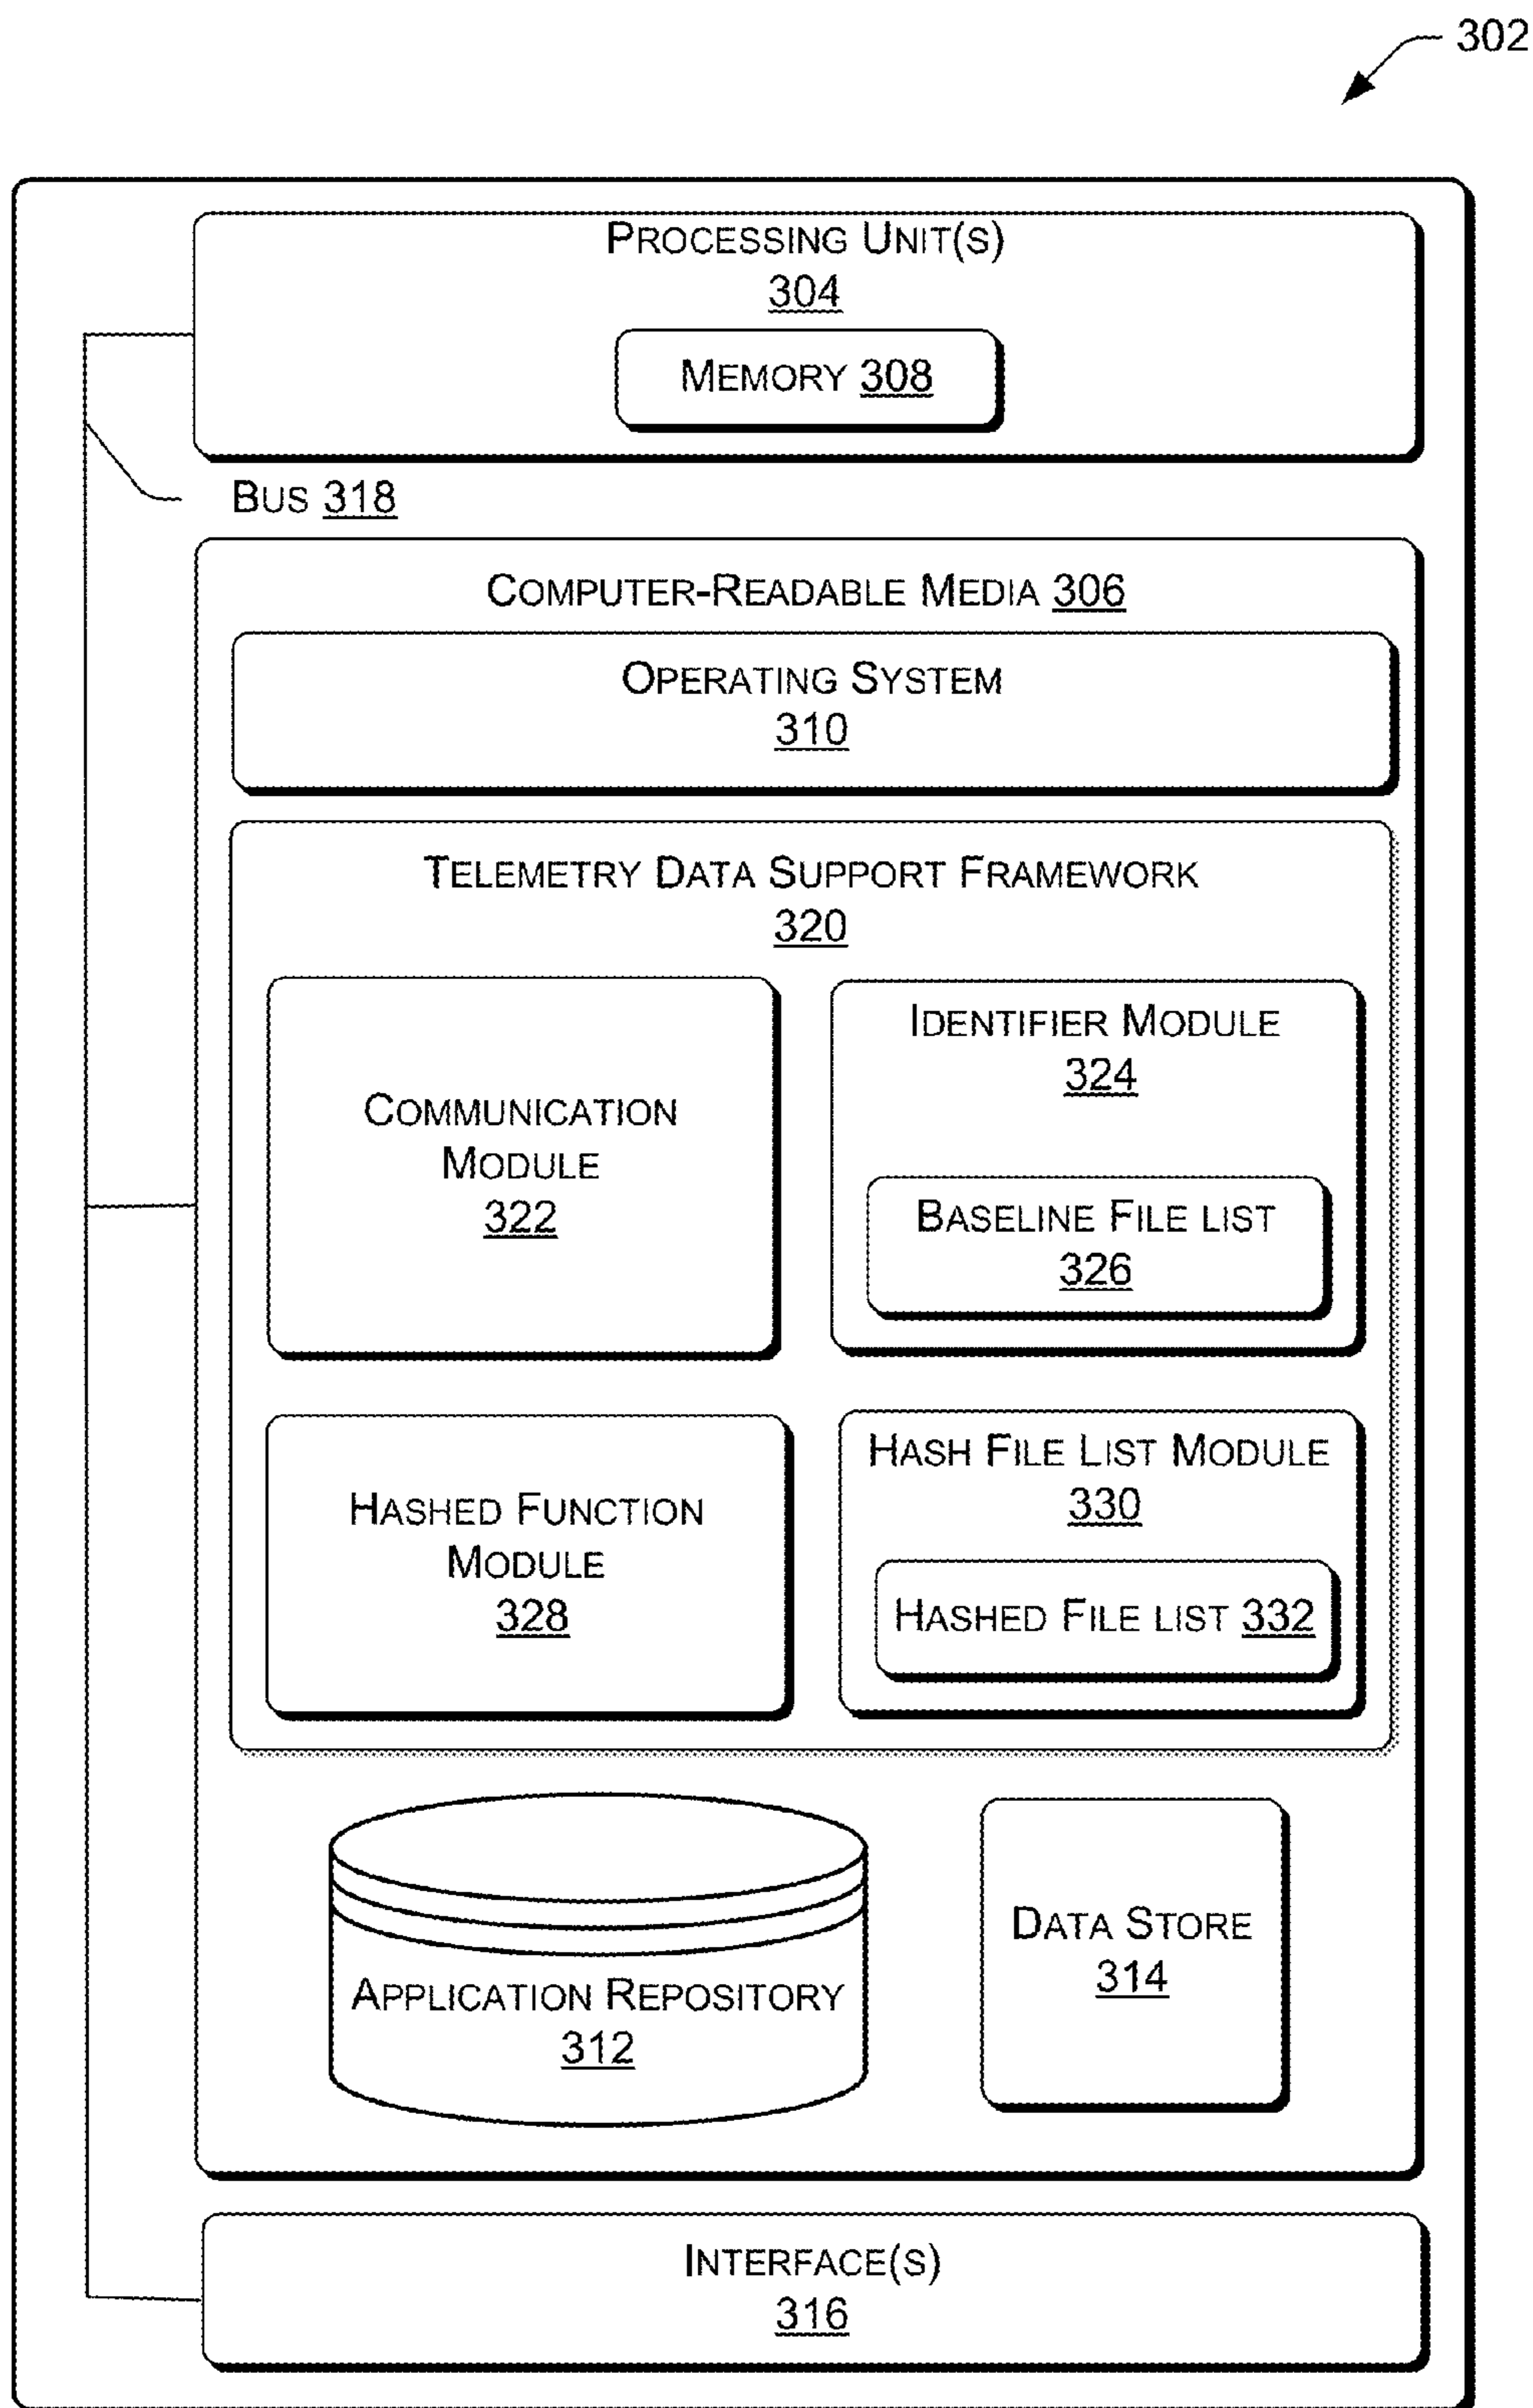 302
PROCESSING UNIT(S)
304
MEMORY 308
BUS 318
COMPUTER-READABLE MEDIA 306
OPERATING SYSTEM
310
TELEMETRY DATA SUPPORT FRAMEWORK
320
COMMUNICATION
MODULE
322
IDENTIFIER MODULE
324
BASELINE FILE LIST
326
HASHED FUNCTION
MODULE
328
HASH FILE LIST MODULE
330
HASHED FILE LIST 332
APPLICATION REPOSITORY
312
DATA STORE
314
INTERFACE(S)
316